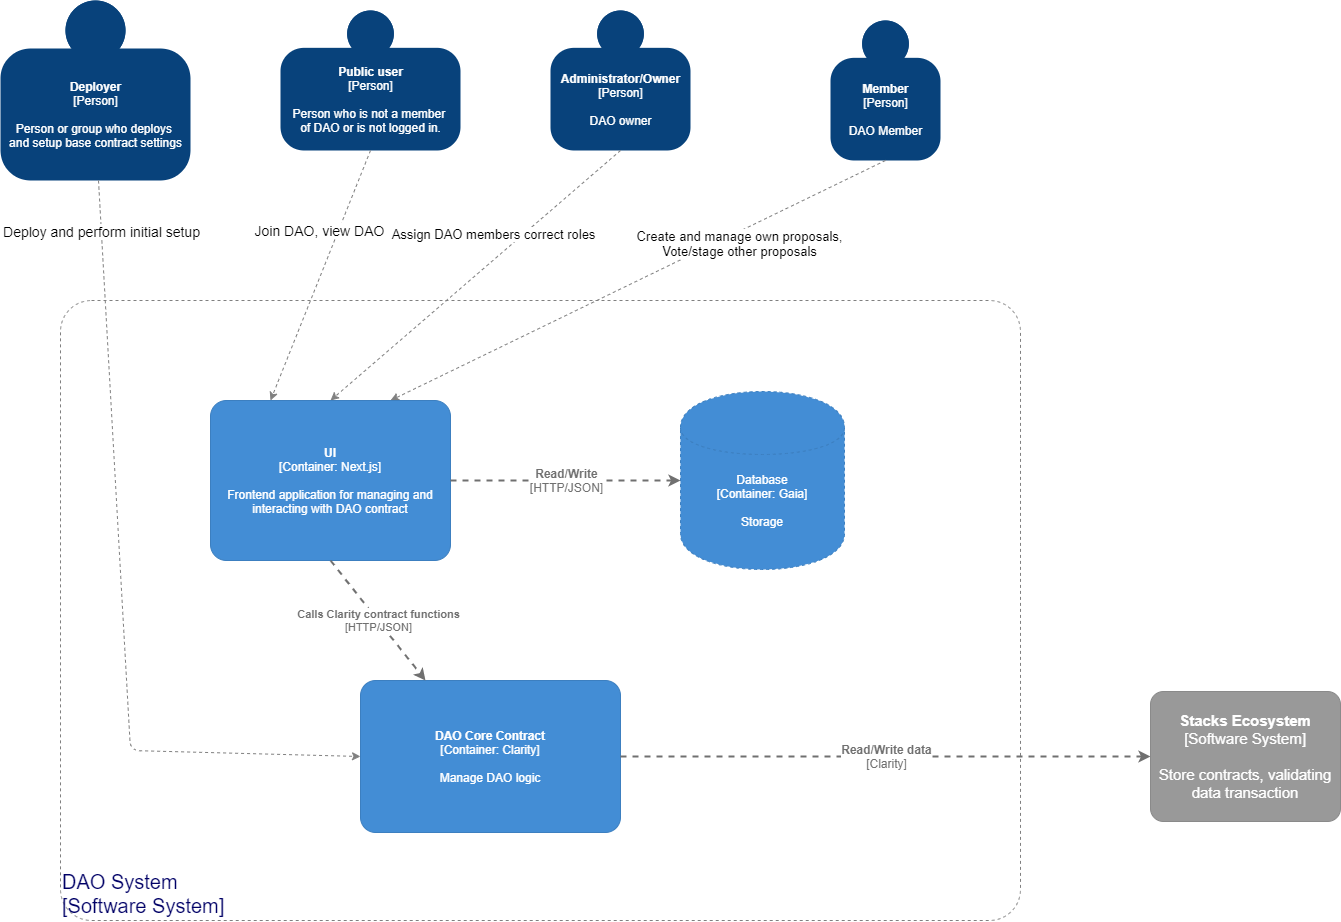 Deployer
[Person]
Person or group who deploys
and setup base contract settings
Public user
[Person]
Person who is not a member
of DAO or is not logged in.
Administrator/Owner
[Person]
DAO owner
Member
[Person]
DAO Member
Deploy and perform initial setup
Join DAO, view DAO
Assign DAO members correct roles
Create and manage own proposals,
Vote/stage other proposals
UI
[Container: Next.js]
Frontend application for managing and
interacting with DAO contract
Read/Write
[HTTP/JSON]
Database
[Container: Gaia]
Storage
Calls Clarity contract functions
[HTTP/JSON]
DAO Core Contract
[Container: Clarity]
Manage DAO logic
Read/Write data
[Clarity]
Stacks Ecosystem
[Software System]
Store contracts, validating
data transaction
DAO System
[Software System]